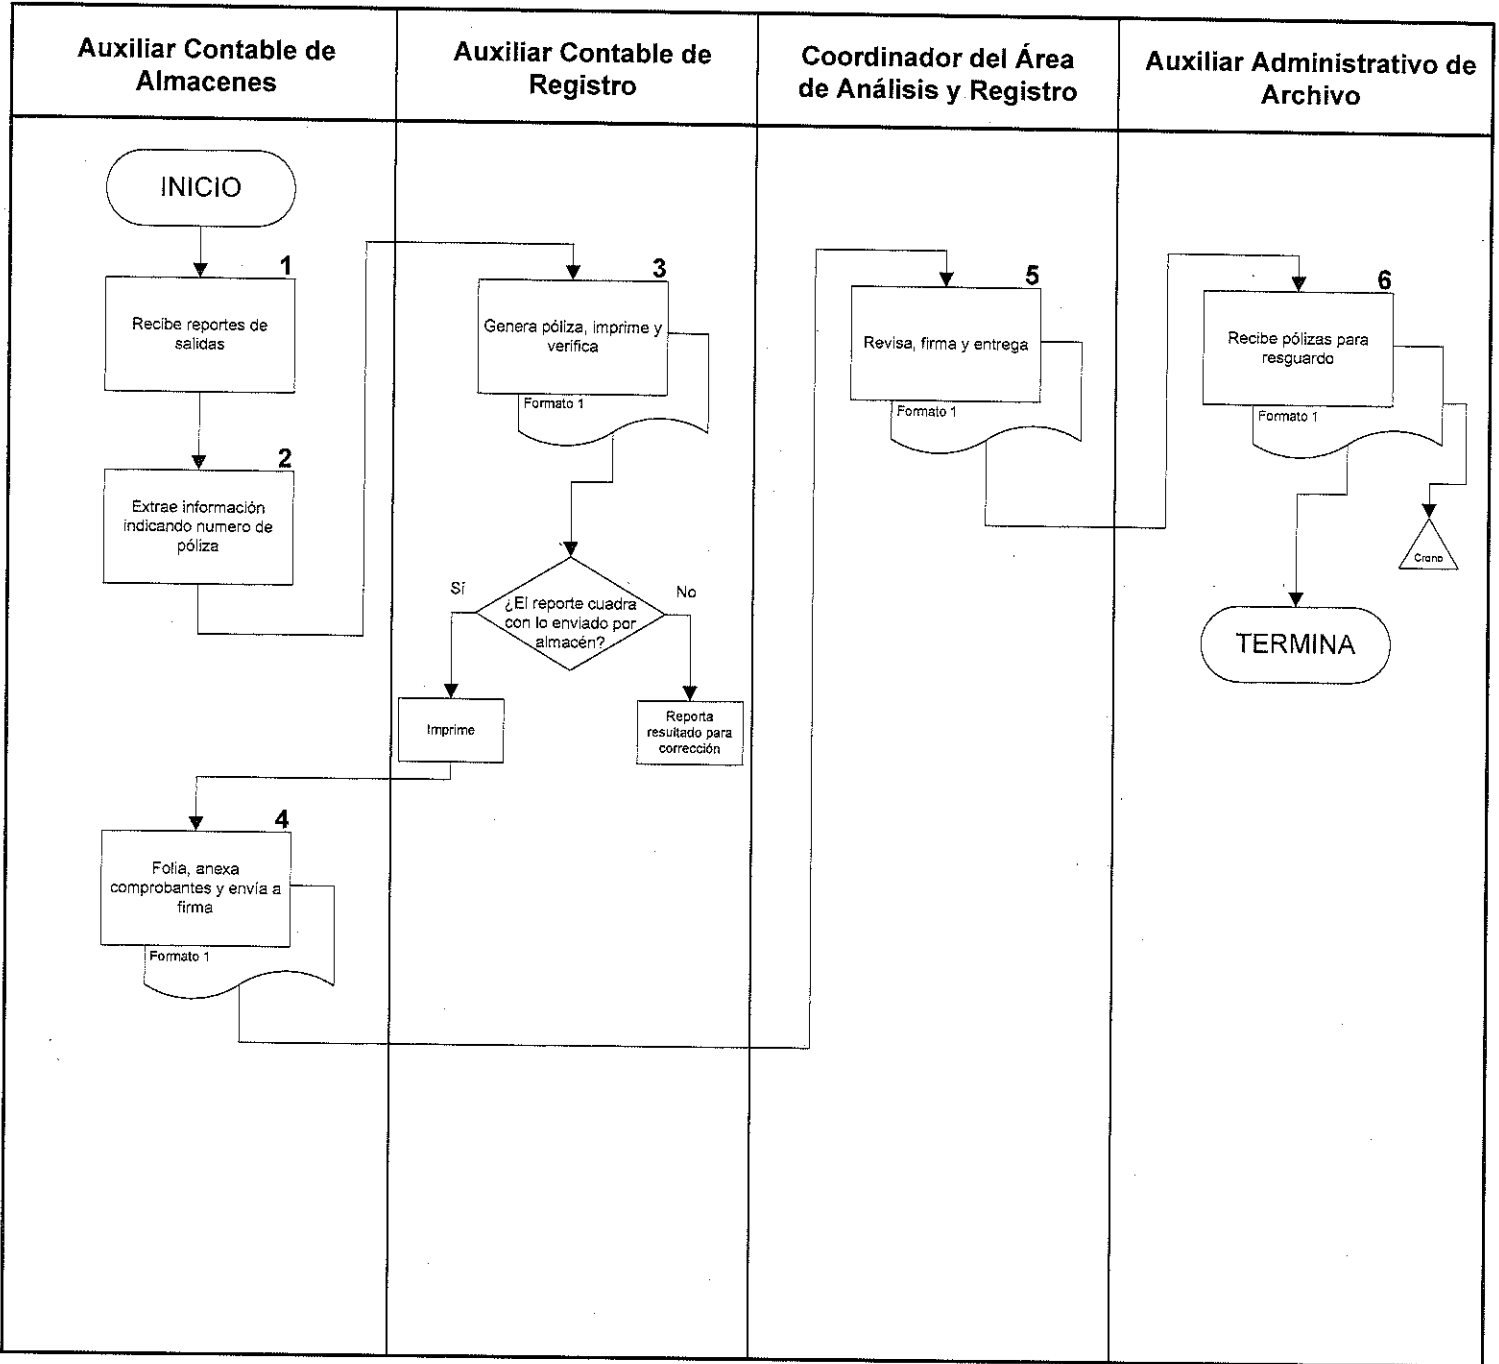 Auxiliar Contable de
Almacenes
Auxiliar Contable de
Registro
Coordinador del Área
de Análisis y Registro
Auxiliar Administrativo de
Archivo
INICIO
1
Recibe reportes de
salidas
2
Extrae información
indicando numero de
póliza
3
Genera póliza, imprime y
verifica
Formato 1
¿El reporte cuadra
con lo enviado por
almacén?
Sí
No
Imprime
Reporta
resultado para
corrección
4
Folia, anexa
comprobantes y envía a
firma
Formato 1
5
Revisa, firma y entrega
Formato 1
6
Recibe pólizas para
resguardo
Formato 1
Crono
TERMINA